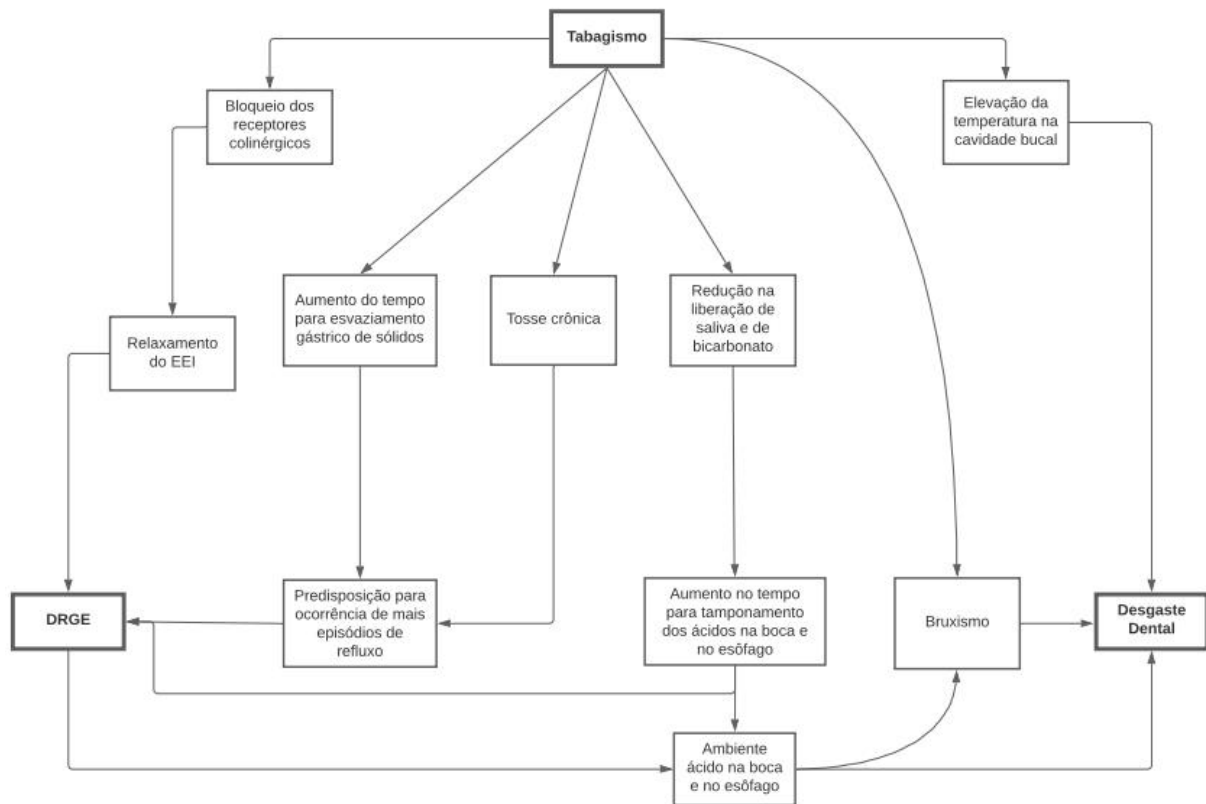 Tabagismo
Bloqueio dos
receptores
colinérgicos
Elevação da
temperatura na
cavidade bucal
Aumento do tempo
para esvaziamento
gástrico de sólidos
Tosse crônica
Redução na
liberação de
saliva e de
bicarbonato
Relaxamento
do EEI
DRGE
Predisposição para
ocorrência de mais
episódios de
refluxo
Aumento no tempo
para tamponamento
dos ácidos na boca e
no esôfago
Bruxismo
Desgaste
Dental
Ambiente
ácido na boca
e no esôfago